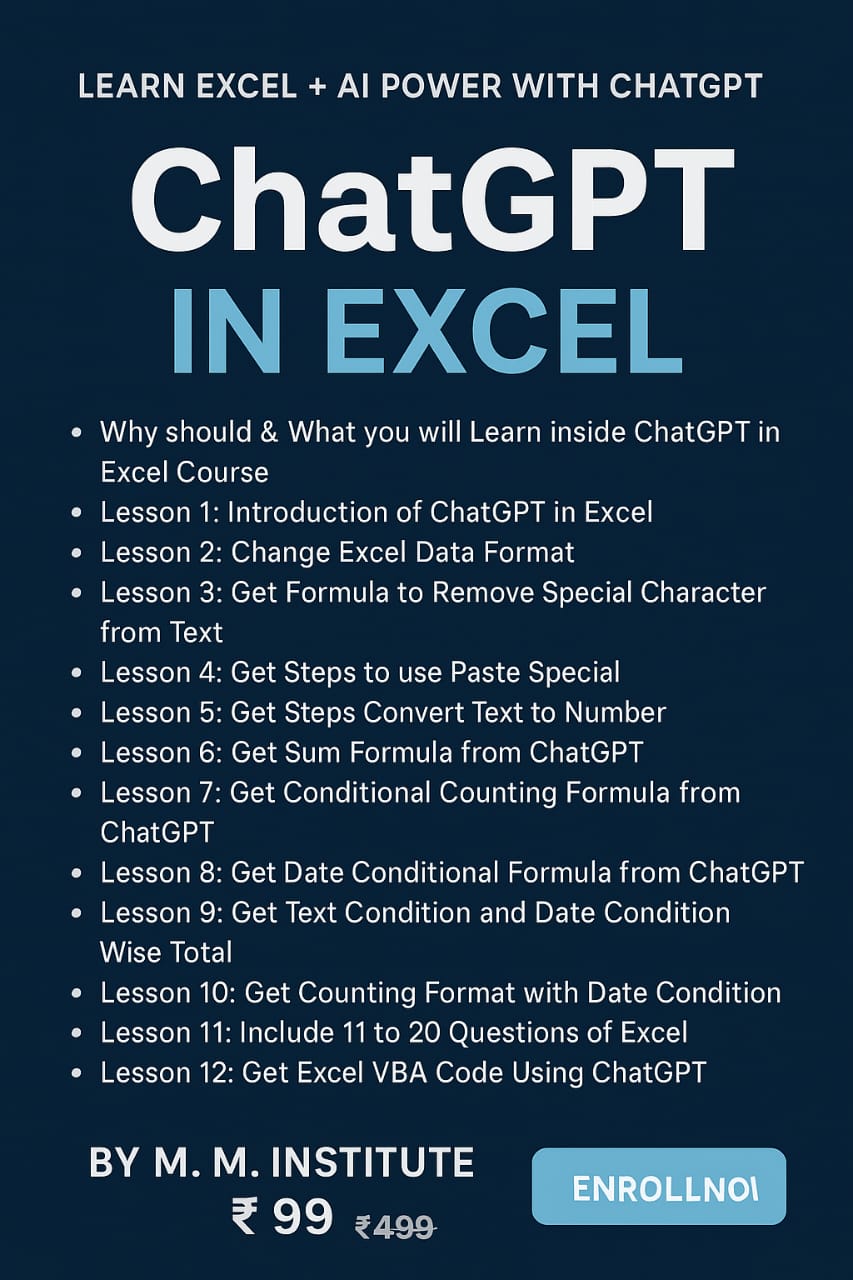 LEARN EXCEL + AI POWER WITH CHATGPT
ChatGPT
IN EXCEL
• Why should & What you will Learn inside ChatGPT in
Excel Course
• Lesson 1: Introduction of ChatGPT in Excel
• Lesson 2: Change Excel Data Format
• Lesson 3: Get Formula to Remove Special Character
from Text
• Lesson 4: Get Steps to use Paste Special
• Lesson 5: Get Steps Convert Text to Number
• Lesson 6: Get Sum Formula from ChatGPT
• Lesson 7: Get Conditional Counting Formula from
ChatGPT
• Lesson 8: Get Date Conditional Formula from ChatGPT
• Lesson 9: Get Text Condition and Date Condition
Wise Total
• Lesson 10: Get Counting Format with Date Condition
• Lesson 11: Include 11 to 20 Questions of Excel
• Lesson 12: Get Excel VBA Code Using ChatGPT
BY M. M. INSTITUTE
₹ 99 ₹499
ENROLLNO